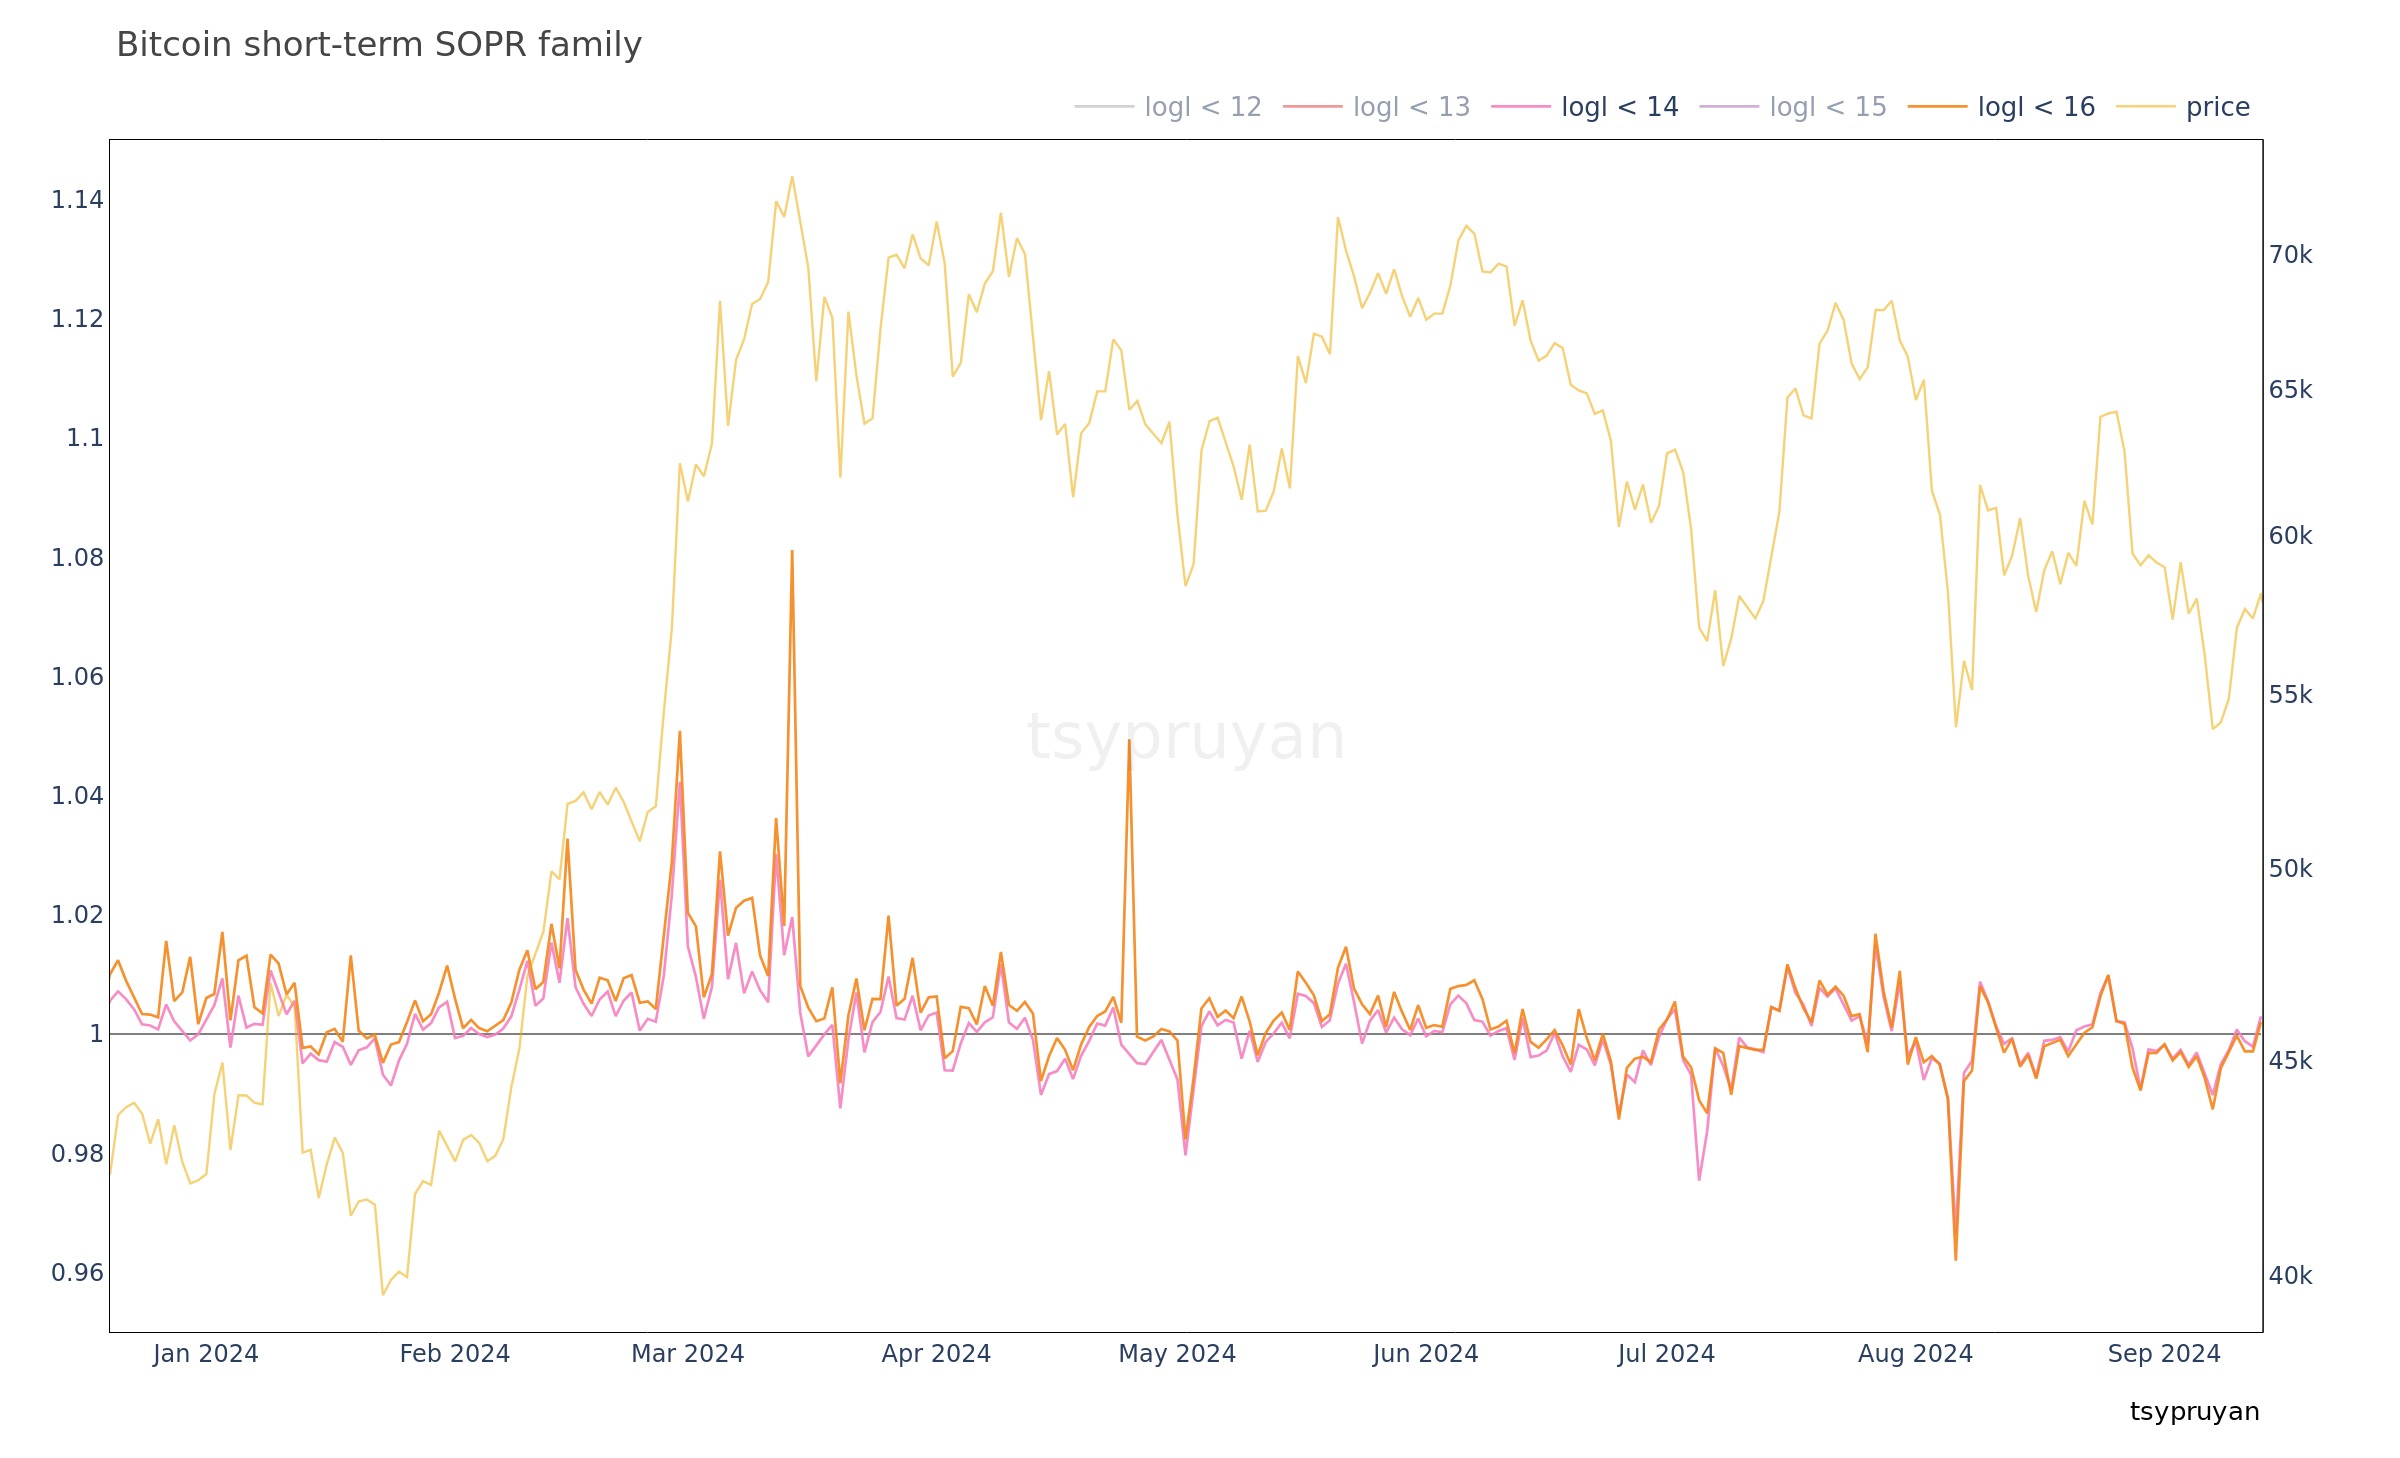 Bitcoin short-term SOPR family
logl < 12 logl < 13 logl < 14 logl < 15 logl < 16 price
1.14
1.12
1.1
1.08
1.06
1.04
1.02
1
0.98
0.96
70k
65k
60k
55k
50k
45k
40k
tsypruyan
Jan 2024 Feb 2024 Mar 2024 Apr 2024 May 2024 Jun 2024 Jul 2024 Aug 2024 Sep 2024
tsypruyan